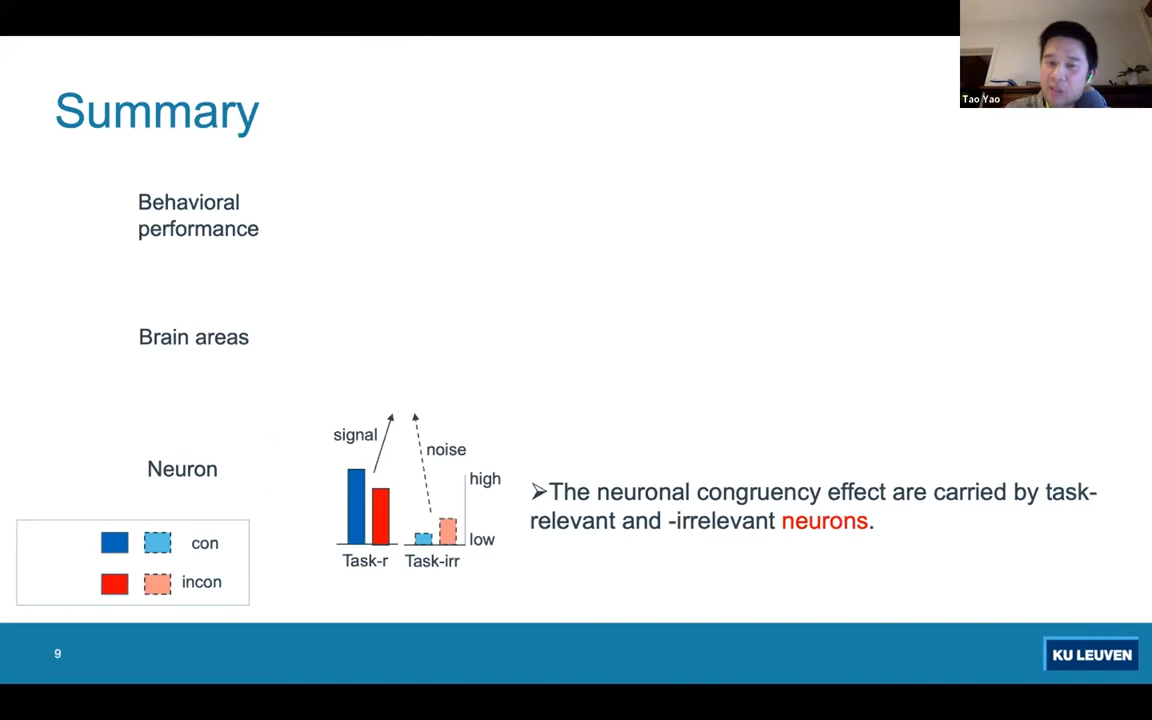 Tao Yao
Summary
Behavioral
performance
Brain areas
Neuron
signal
noise
high
low
Task-r
Task-irr
➢The neuronal congruency effect are carried by task-
relevant and -irrelevant neurons.
con
incon
9
KU LEUVEN